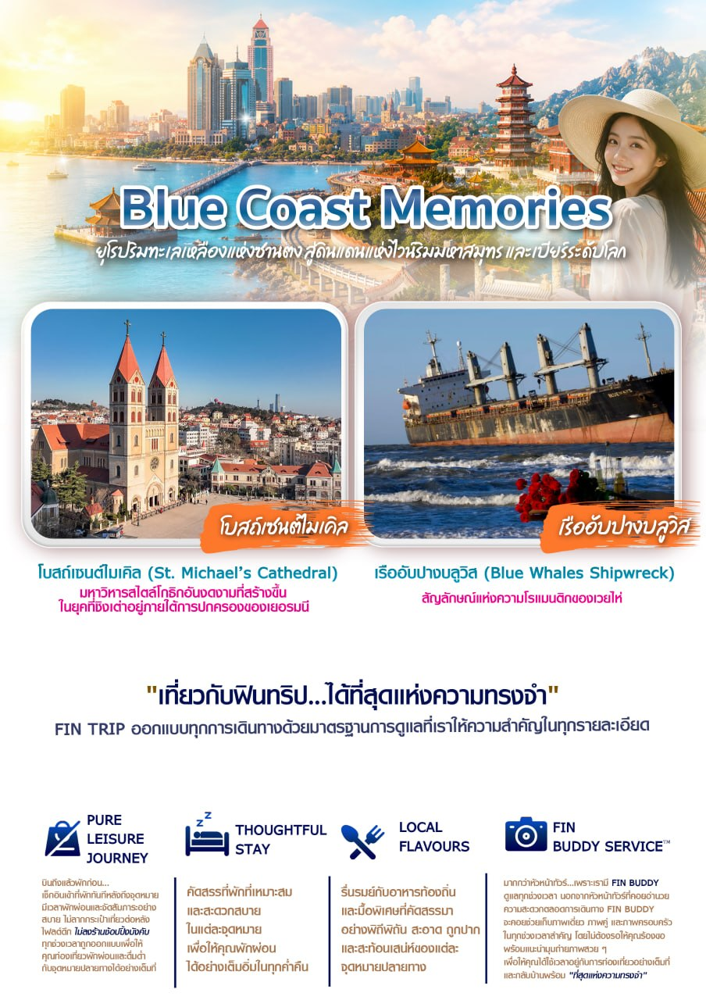 Blue Coast Memories
ยุโรปริมทะเลเหลืองแห่งซานตง สู่ดินแดนแห่งไวน์ริมมหาสมุทร และเบียร์ระดับโลก
โบสถ์เซนต์ไมเคิล
เรืออับปางบลูวิส
โบสถ์เซนต์ไมเคิล (St. Michael's Cathedral)
มหาวิหารสไตล์โกธิกอันงดงามที่สร้างขึ้น
ในยุคที่ชิงเต่าอยู่ภายใต้การปกครองของเยอรมนี
เรืออับปางบลูวิส (Blue Whales Shipwreck)
สัญลักษณ์แห่งความโรแมนติกของเวยไห่
"เที่ยวกับฟินทริป...ได้ที่สุดแห่งความทรงจำ"
FIN TRIP ออกแบบทุกการเดินทางด้วยมาตรฐานการดูแลที่เราให้ความสำคัญในทุกรายละเอียด
PURE
LEISURE
JOURNEY
บินถึงแล้วพักก่อน...
เช็กอินเข้าที่พักทันทีหลังถึงจุดหมาย
มีเวลาพักผ่อนและจัดสัมภาระอย่าง
สบาย ไม่ลากกระเป๋าเที่ยวต่อหลัง
ไฟลต์ดึก ไม่ลงร้านช้อปปิ้งบังคับ
ทุกช่วงเวลาถูกออกแบบเพื่อให้
คุณท่องเที่ยวพักผ่อนและดื่มด่ำ
กับจุดหมายปลายทางได้อย่างเต็มที่
z z
THOUGHTFUL
STAY
คัดสรรที่พักที่เหมาะสม
และสะดวกสบาย
ในแต่ละจุดหมาย
เพื่อให้คุณพักผ่อน
ได้อย่างเต็มอิ่มในทุกค่ำคืน
LOCAL
FLAVOURS
รื่นรมย์กับอาหารท้องถิ่น
และมื้อพิเศษที่คัดสรรมา
อย่างพิถีพิถัน สะอาด ถูกปาก
และสะท้อนเสน่ห์ของแต่ละ
จุดหมายปลายทาง
FIN
BUDDY SERVICE™
มากกว่าหัวหน้าทัวร์...เพราะเรามี FIN BUDDY
ดูแลทุกช่วงเวลา นอกจากหัวหน้าทัวร์ที่คอยอำนวย
ความสะดวกตลอดการเดินทาง FIN BUDDY
จะคอยช่วยเก็บภาพเดี่ยว ภาพคู่ และภาพครอบครัว
ในทุกช่วงเวลาสำคัญ โดยไม่ต้องรอให้คุณร้องขอ
พร้อมแนะนำมุมถ่ายภาพสวย ๆ
เพื่อให้คุณได้ใช้เวลาอยู่กับการท่องเที่ยวอย่างเต็มที่
และกลับบ้านพร้อม "ที่สุดแห่งความทรงจำ"